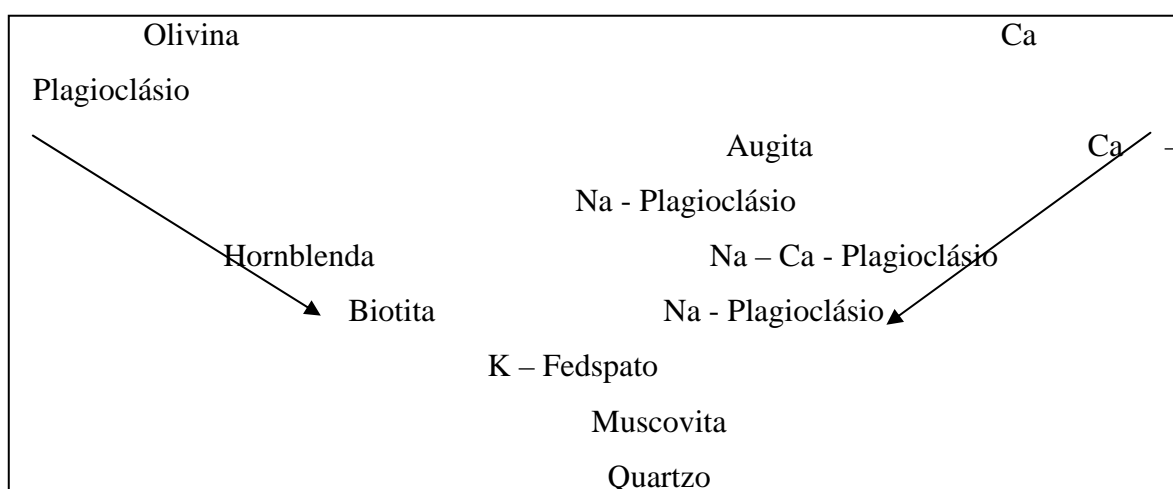 Olivina Ca
Plagioclásio
Augita Ca –
Na - Plagioclásio
Hornblenda Na – Ca - Plagioclásio
Biotita Na - Plagioclásio
K – Fedspato
Muscovita
Quartzo